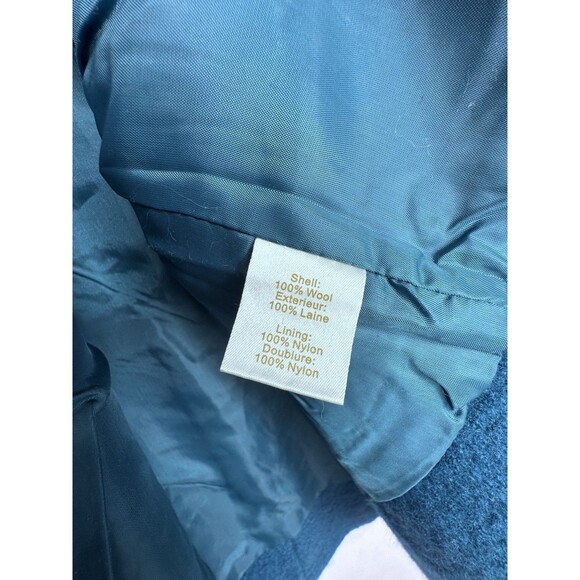 Shell:
100% Wool
Exterieur:
100% Laine
Lining:
100% Nylon
Doublure:
100% Nylon